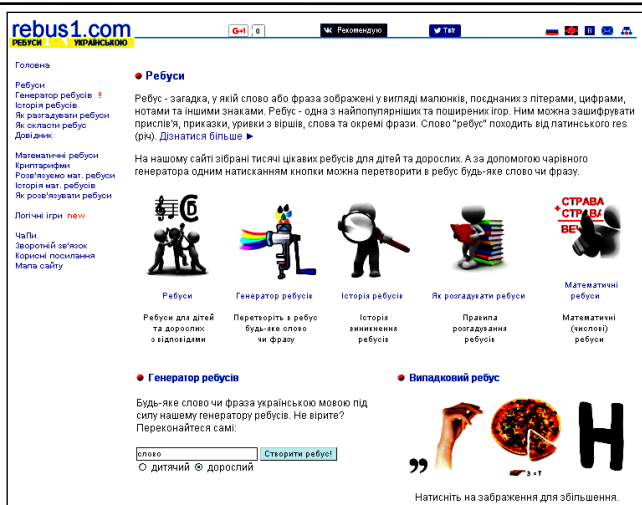 rebus1.com
РЕБУСИ УКРАЇНСЬКОЮ
G+1 0
Рекомендую
Твіт
В
Головна
Ребуси
Генератор ребусів !!
Історія ребусів
Як розгадувати ребуси
Як скласти ребус
Довідник
Математичні ребуси
Криптарифми
Розв'язуємо мат. ребуси
Історія мат. ребусів
Як розв'язувати ребуси
Логічні ігри new
ЧаПи
Зворотній зв'язок
Корисні посилання
Мапа сайту
Ребуси
Ребус - загадка, у якій слово або фраза зображені у вигляді малюнків, поєднаних з літерами, цифрами,
нотами та іншими знаками. Ребус - одна з найпопулярніших та поширених ігор. Ним можна зашифрувати
прислів'я, приказки, уривки з віршів, слова та окремі фрази. Слово "ребус" походить від латинського res
(річ). Дізнатися більше ►
На нашому сайті зібрані тисячі цікавих ребусів для дітей та дорослих. А за допомогою чарівного
генератора одним натисканням кнопки можна перетворити в ребус будь-яке слово чи фразу.
СТРАВА
+ СТРАВА
ВЕЧ
Ребуси
Генератор ребусів
Історія ребусів
Як розгадувати ребуси
Математичні
ребуси
Ребуси для дітей
та дорослих
з відповідями
Перетворіть в ребус
будь-яке слово
чи фразу
Історія
виникнення
ребусів
Правила
розгадування
ребусів
Математичні
(числові)
ребуси
Генератор ребусів
Будь-яке слово чи фраза українською мовою під
силу нашему генератору ребусів. Не вірите?
Переконайтеся самі:
слово Створити ребус!
дитячий дорослий
Випадковий ребус
,, 3 = Т Н
Натисніть на забраження для збільшення.